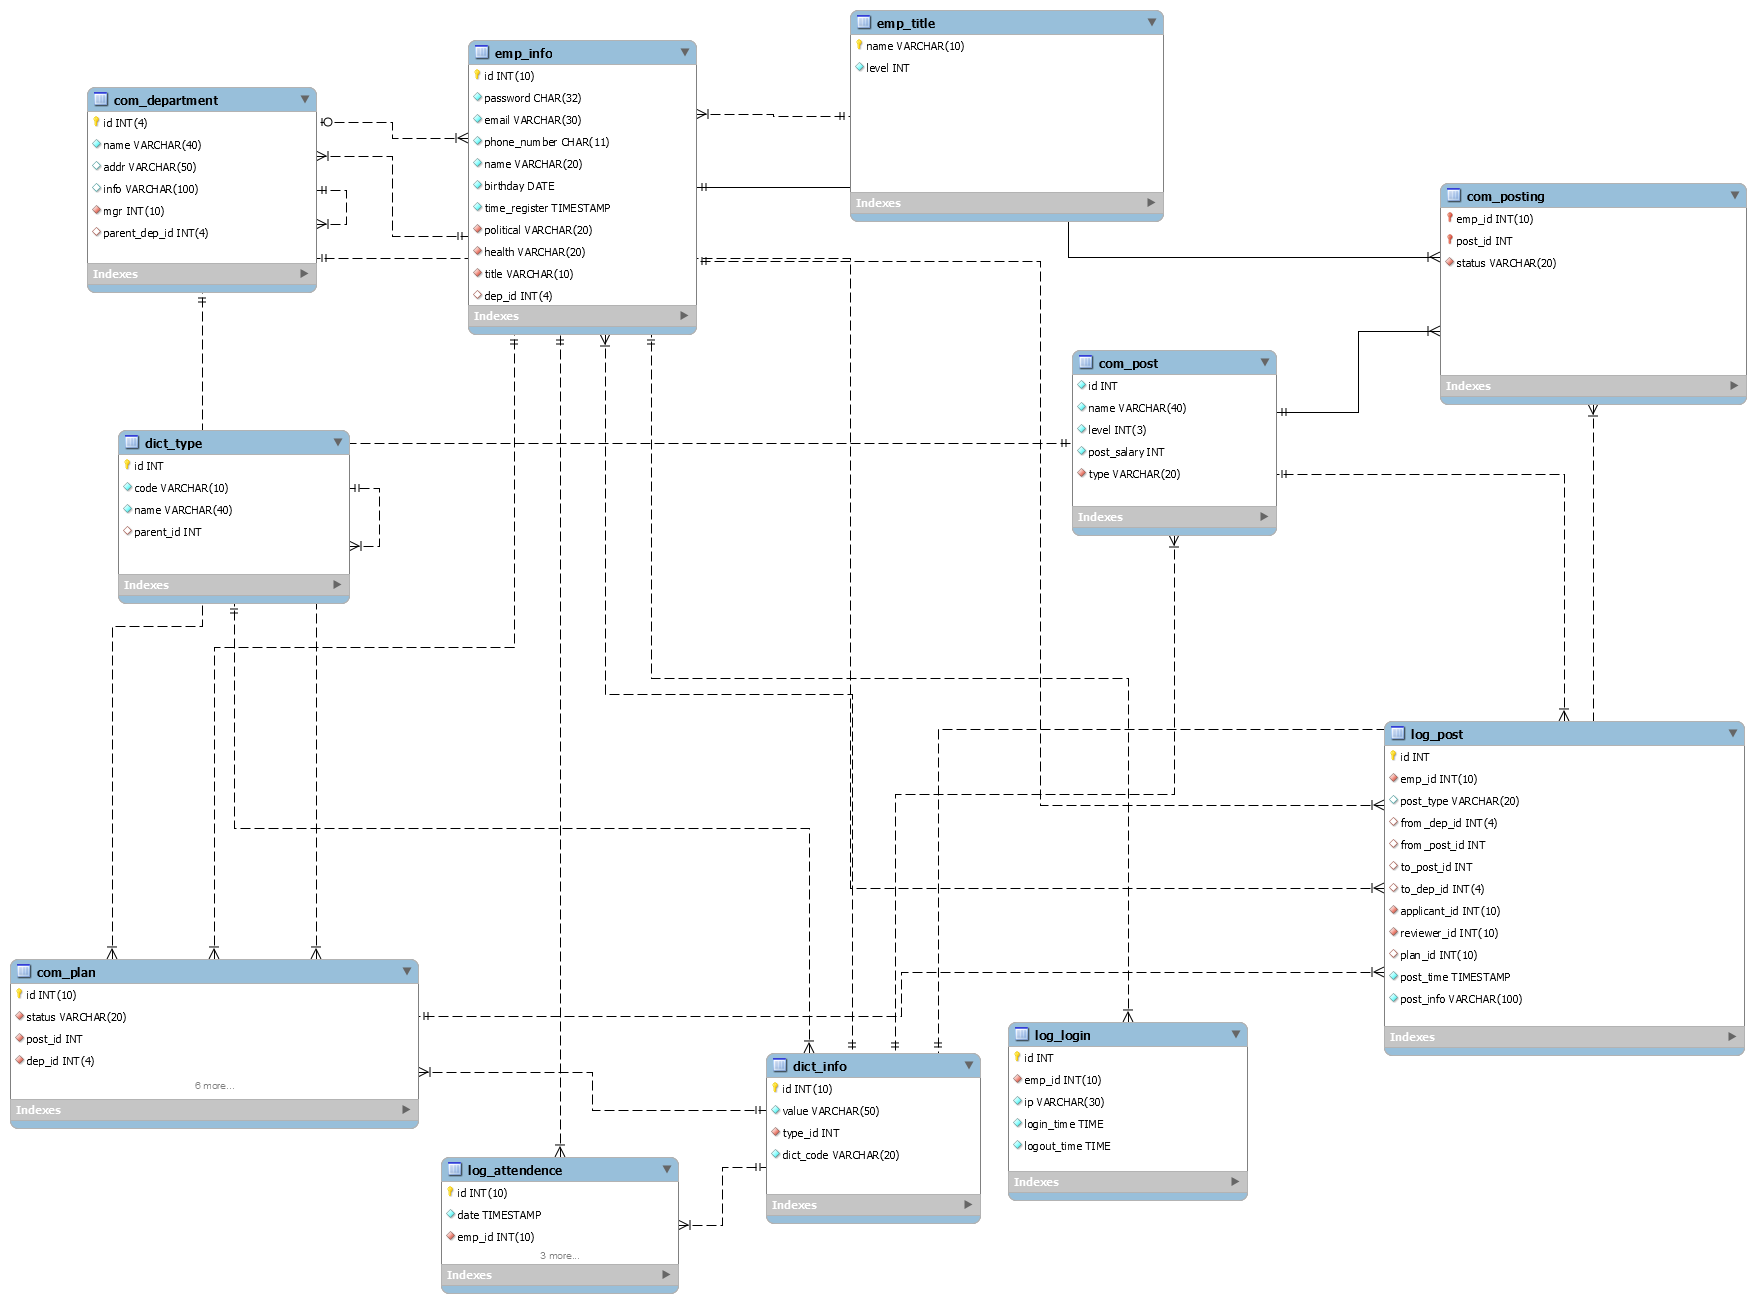 emp_title
name VARCHAR(10)
level INT
Indexes
emp_info
id INT(10)
password CHAR(32)
email VARCHAR(30)
phone_number CHAR(11)
name VARCHAR(20)
birthday DATE
time_register TIMESTAMP
political VARCHAR(20)
health VARCHAR(20)
title VARCHAR(10)
dep_id INT(4)
Indexes
com_department
id INT(4)
name VARCHAR(40)
addr VARCHAR(50)
info VARCHAR(100)
mgr INT(10)
parent_dep_id INT(4)
Indexes
com_posting
emp_id INT(10)
post_id INT
status VARCHAR(20)
Indexes
com_post
id INT
name VARCHAR(40)
level INT(3)
post_salary INT
type VARCHAR(20)
Indexes
dict_type
id INT
code VARCHAR(10)
name VARCHAR(40)
parent_id INT
Indexes
log_post
id INT
emp_id INT(10)
post_type VARCHAR(20)
from_dep_id INT(4)
from_post_id INT
to_post_id INT
to_dep_id INT(4)
applicant_id INT(10)
reviewer_id INT(10)
plan_id INT(10)
post_time TIMESTAMP
post_info VARCHAR(100)
Indexes
com_plan
id INT(10)
status VARCHAR(20)
post_id INT
dep_id INT(4)
6 more...
Indexes
log_login
id INT
emp_id INT(10)
ip VARCHAR(30)
login_time TIME
logout_time TIME
Indexes
dict_info
id INT(10)
value VARCHAR(50)
type_id INT
dict_code VARCHAR(20)
Indexes
log_attendence
id INT(10)
date TIMESTAMP
emp_id INT(10)
3 more...
Indexes